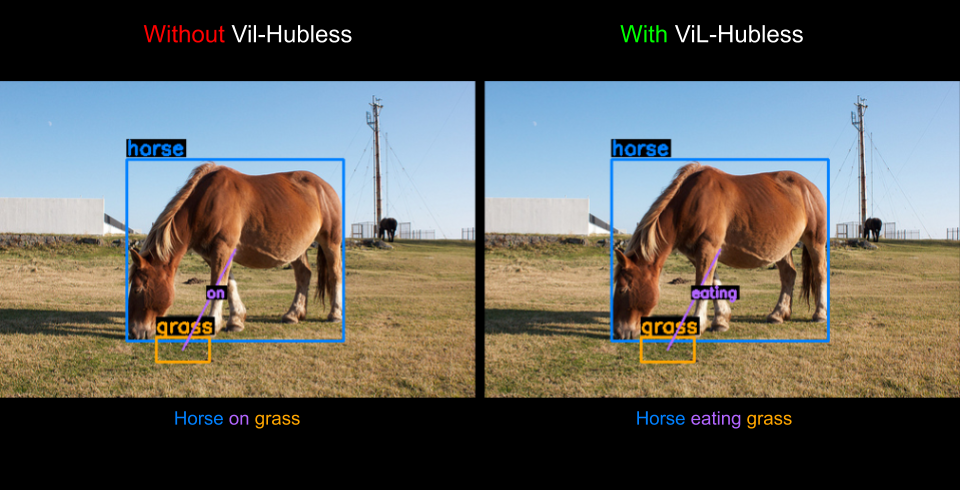 Without Vil-Hubless
With ViL-Hubless
horse
on
grass
horse
eating
grass
Horse on grass
Horse eating grass